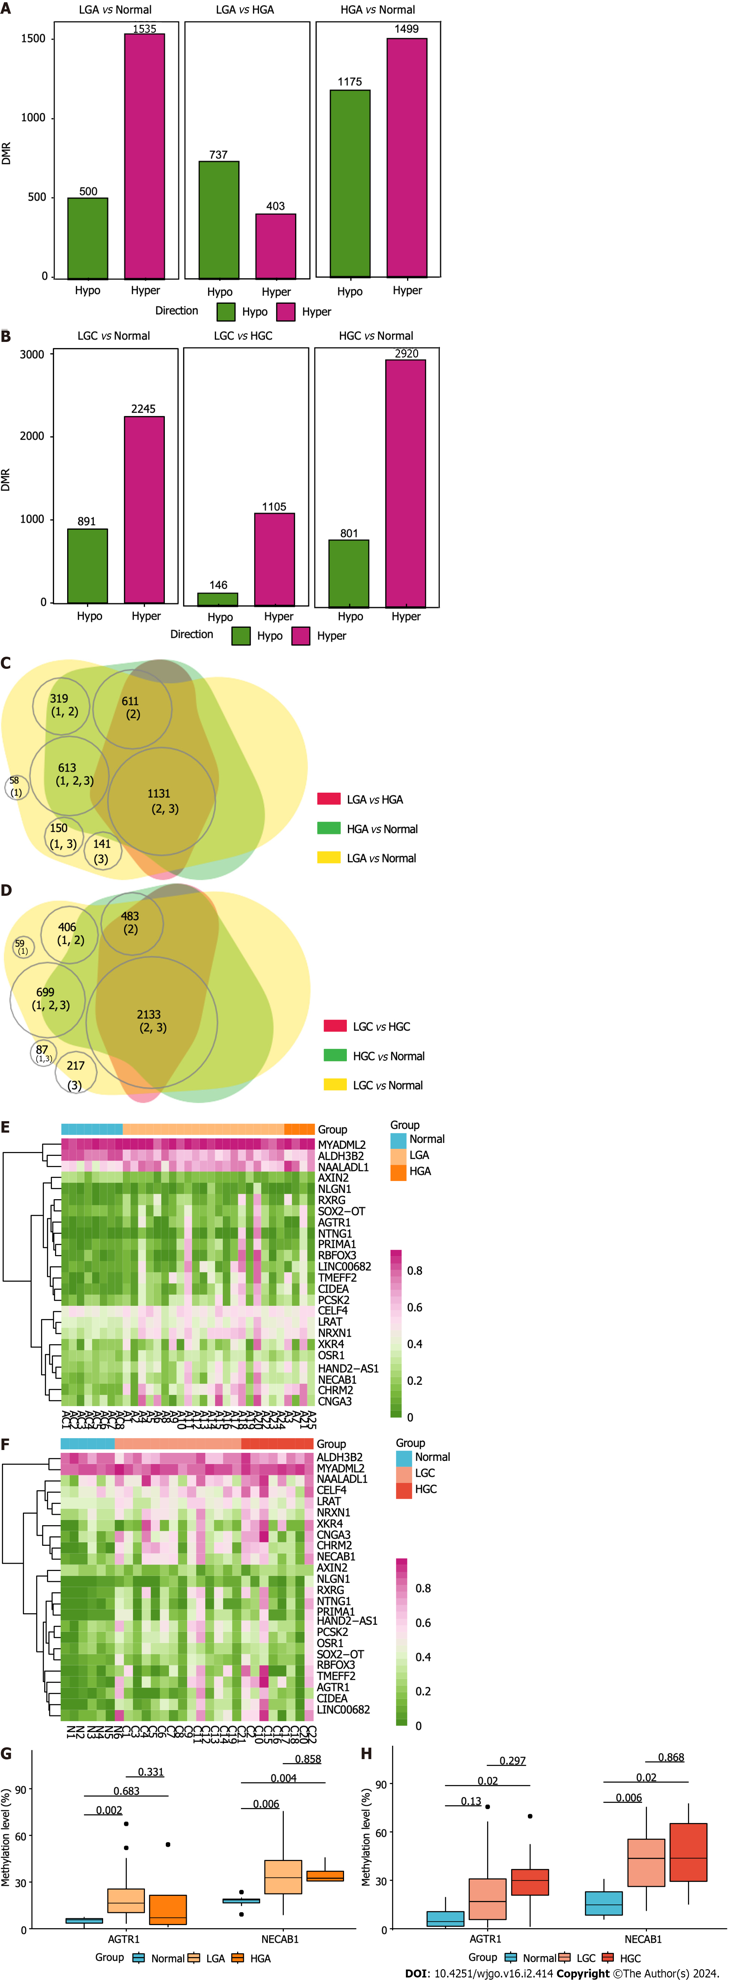 A
LGA vs Normal LGA vs HGA HGA vs Normal
1535 1499
1500
1175
1000
DMR
737
500
500
403
0
Hypo Hyper Hypo Hyper Hypo Hyper
Direction Hypo Hyper
B
LGC vs Normal LGC vs HGC HGC vs Normal
3000
2920
2245
2000
DMR
1105
1000
891
801
146
0
Hypo Hyper Hypo Hyper Hypo Hyper
Direction Hypo Hyper
C
319
(1, 2)
611
(2)
613
(1, 2, 3)
58
(1)
1131
(2, 3)
150
(1, 3)
141
(3)
LGA vs HGA
HGA vs Normal
LGA vs Normal
D
483
(2)
406
(1, 2)
59
(1)
699
(1, 2, 3)
2133
(2, 3)
87
(1,3)
217
(3)
LGC vs HGC
HGC vs Normal
LGC vs Normal
E
Group
MYADML2
ALDH3B2
NAALADL1
AXIN2
NLGN1
RXRG
SOX2-OT
AGTR1
NTNG1
PRIMA1
RBFOX3
LINC00682
TMEFF2
CIDEA
PCSK2
CELF4
LRAT
NRXN1
XKR4
OSR1
HAND2-AS1
NECAB1
CHRM2
CNGA3
Group
Normal
LGA
HGA
0.8
0.6
0.4
0.2
0
F
Group
ALDH3B2
MYADML2
NAALADL1
CELF4
LRAT
NRXN1
XKR4
CNGA3
CHRM2
NECAB1
AXIN2
NLGN1
RXRG
NTNG1
PRIMA1
HAND2-AS1
PCSK2
OSR1
SOX2-OT
RBFOX3
TMEFF2
AGTR1
CIDEA
LINC00682
Group
Normal
LGC
HGC
0.8
0.6
0.4
0.2
0
N1 N2 N3 N4 N5 N6
G
Methylation level (%)
90
60
30
0
0.331
0.683
0.002
0.858
0.004
0.006
AGTR1 NECAB1
Group Normal LGA HGA
H
Methylation level (%)
90
60
30
0
0.297
0.02
0.13
0.868
0.02
0.006
AGTR1 NECAB1
Group Normal LGC HGC
DOI: 10.4251/wjgo.v16.i2.414 Copyright ©The Author(s) 2024.